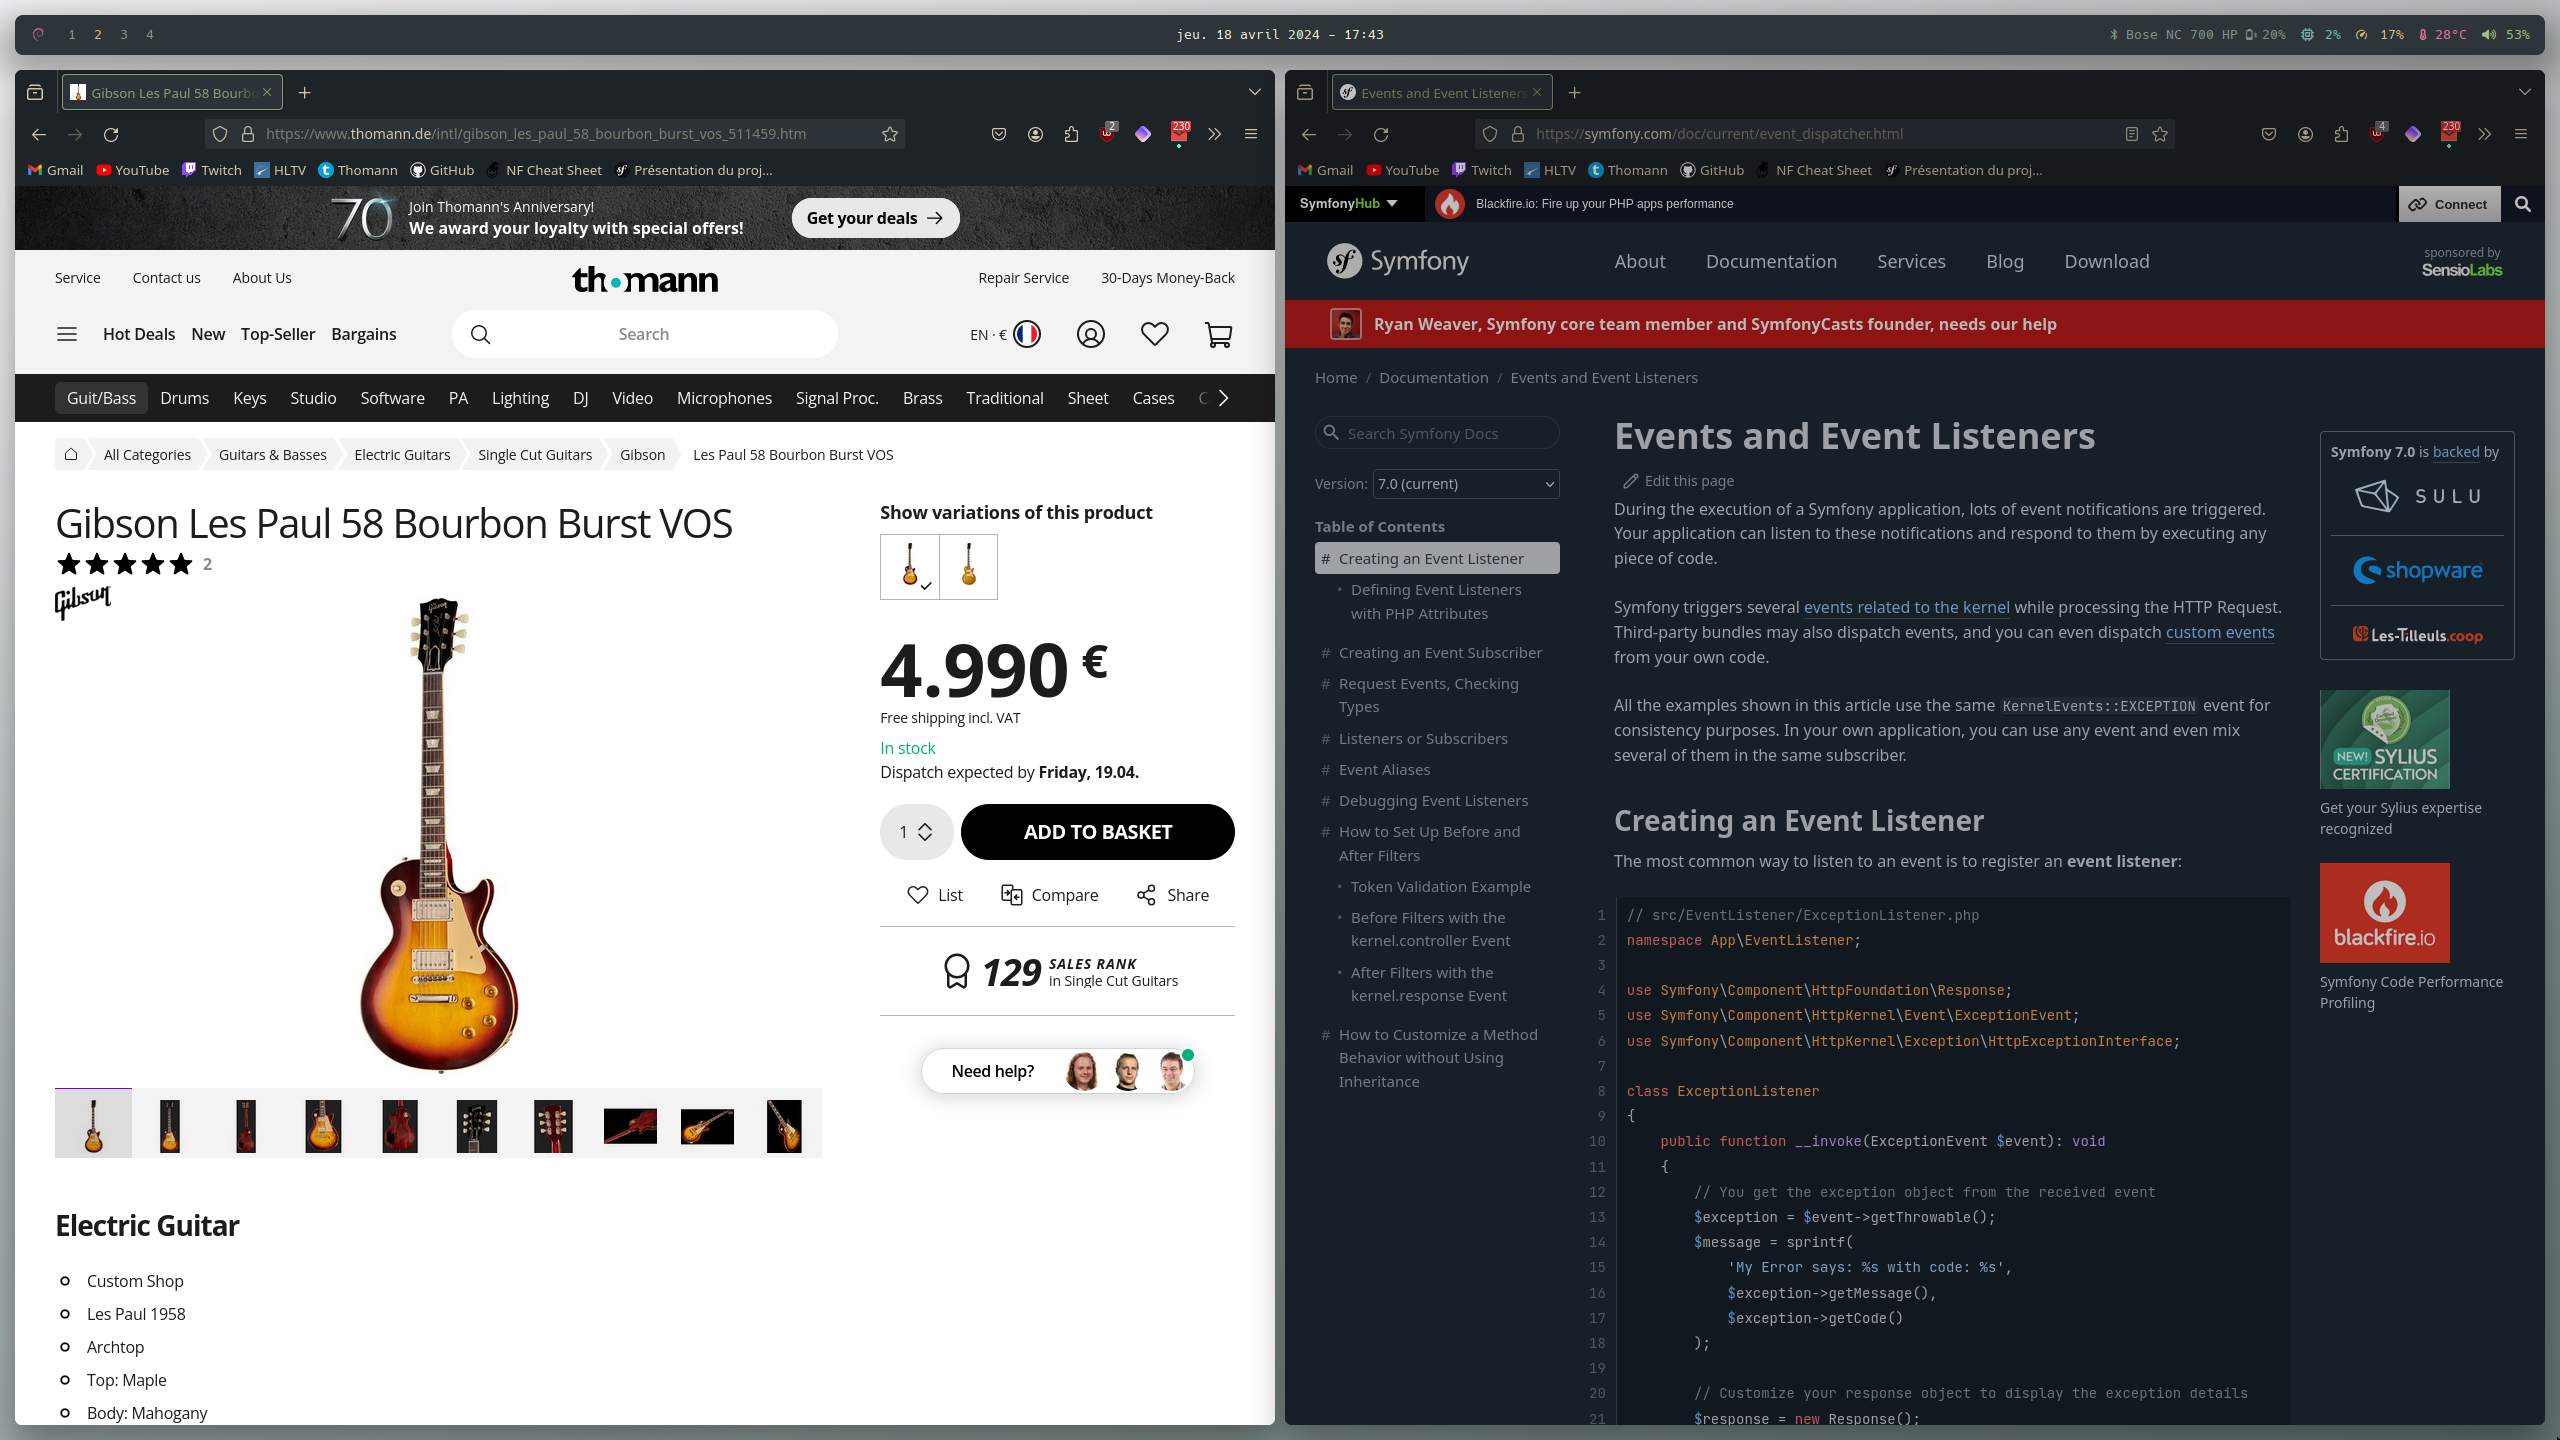 1 2 3 4
jeu. 18 avril 2024 - 17:43
Bose NC 700 HP 20% 2% 17% 28°C 53%
Gibson Les Paul 58 Bourbo
https://www.thomann.de/intl/gibson_les_paul_58_bourbon_burst_vos_511459.htm
2
230
Gmail YouTube Twitch HLTV Thomann GitHub NF Cheat Sheet Présentation du proj…
70
Join Thomann's Anniversary!
We award your loyalty with special offers!
Get your deals
Service Contact us About Us
thomann
Repair Service 30-Days Money-Back
Hot Deals New Top-Seller Bargains
Search
EN · €
Guit/Bass Drums Keys Studio Software PA Lighting DJ Video Microphones Signal Proc. Brass Traditional Sheet Cases C
All Categories Guitars & Basses Electric Guitars Single Cut Guitars Gibson Les Paul 58 Bourbon Burst VOS
Gibson Les Paul 58 Bourbon Burst VOS
2
Gibson
Show variations of this product
4.990 €
Free shipping incl. VAT
In stock
Dispatch expected by Friday, 19.04.
1
ADD TO BASKET
List Compare Share
129 SALES RANK
in Single Cut Guitars
Need help?
Electric Guitar
Custom Shop
Les Paul 1958
Archtop
Top: Maple
Body: Mahogany
Events and Event Listeners
https://symfony.com/doc/current/event_dispatcher.html
4
230
Gmail YouTube Twitch HLTV Thomann GitHub NF Cheat Sheet Présentation du proj…
SymfonyHub
Blackfire.io: Fire up your PHP apps performance
Connect
Symfony
About Documentation Services Blog Download
sponsored by
SensioLabs
Ryan Weaver, Symfony core team member and SymfonyCasts founder, needs our help
Home / Documentation / Events and Event Listeners
Search Symfony Docs
Version: 7.0 (current)
Table of Contents
# Creating an Event Listener
• Defining Event Listeners
with PHP Attributes
# Creating an Event Subscriber
# Request Events, Checking
Types
# Listeners or Subscribers
# Event Aliases
# Debugging Event Listeners
# How to Set Up Before and
After Filters
• Token Validation Example
• Before Filters with the
kernel.controller Event
• After Filters with the
kernel.response Event
# How to Customize a Method
Behavior without Using
Inheritance
Events and Event Listeners
Edit this page
During the execution of a Symfony application, lots of event notifications are triggered.
Your application can listen to these notifications and respond to them by executing any
piece of code.
Symfony triggers several events related to the kernel while processing the HTTP Request.
Third-party bundles may also dispatch events, and you can even dispatch custom events
from your own code.
All the examples shown in this article use the same KernelEvents::EXCEPTION event for
consistency purposes. In your own application, you can use any event and even mix
several of them in the same subscriber.
Creating an Event Listener
The most common way to listen to an event is to register an event listener:
1 // src/EventListener/ExceptionListener.php
2 namespace App\EventListener;
3
4 use Symfony\Component\HttpFoundation\Response;
5 use Symfony\Component\HttpKernel\Event\ExceptionEvent;
6 use Symfony\Component\HttpKernel\Exception\HttpExceptionInterface;
7
8 class ExceptionListener
9 {
10 public function __invoke(ExceptionEvent $event): void
11 {
12 // You get the exception object from the received event
13 $exception = $event->getThrowable();
14 $message = sprintf(
15 'My Error says: %s with code: %s',
16 $exception->getMessage(),
17 $exception->getCode()
18 );
19
20 // Customize your response object to display the exception details
21 $response = new Response();
Symfony 7.0 is backed by
SULU
shopware
Les-Tilleuls.coop
NEW! SYLIUS
CERTIFICATION
Get your Sylius expertise
recognized
blackfire.io
Symfony Code Performance
Profiling